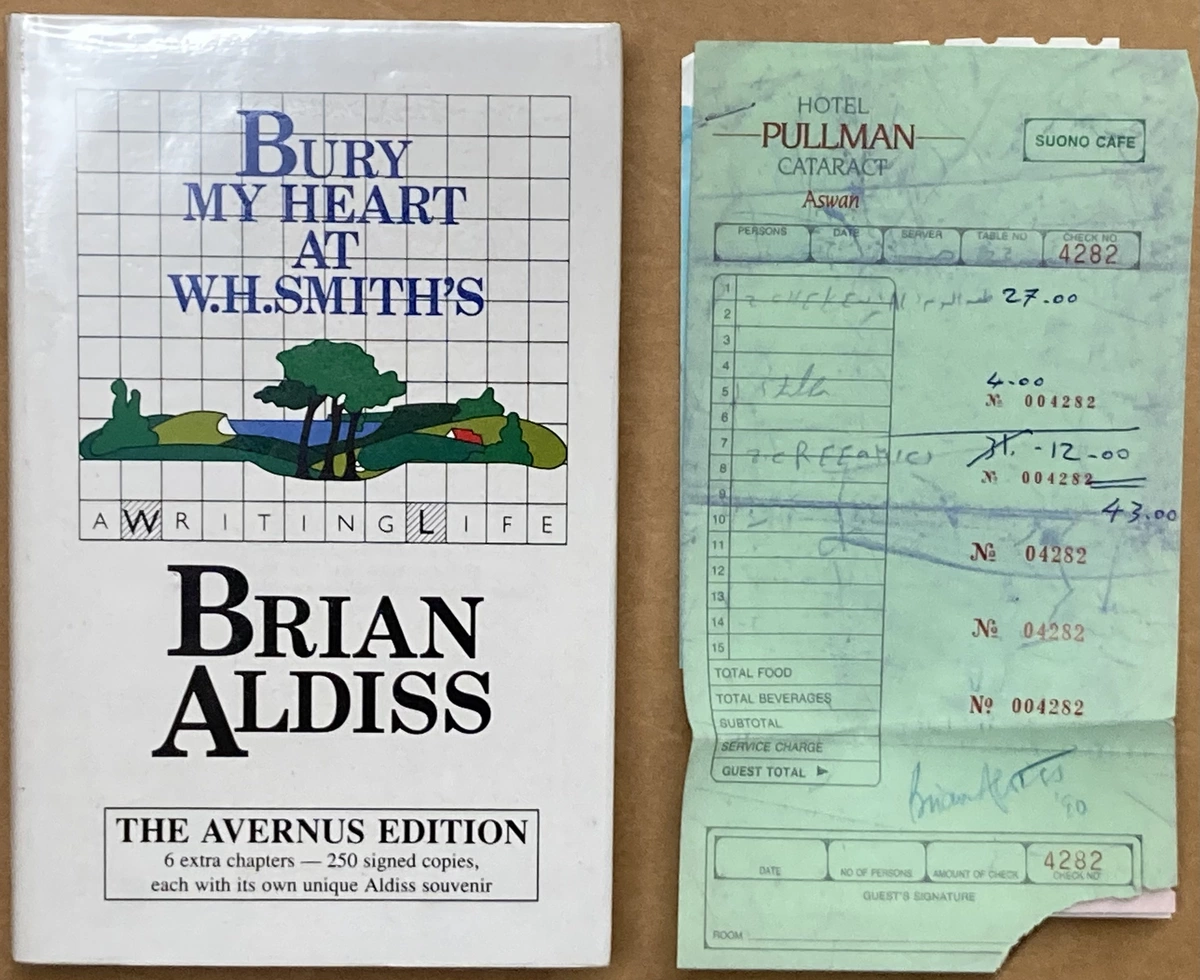 BURY
MY HEART
AT
W.H.SMITH'S
A WRITING LIFE
BRIAN
ALDISS
THE AVERNUS EDITION
6 extra chapters — 250 signed copies,
each with its own unique Aldiss souvenir
HOTEL
PULLMAN
CATARACT
Aswan
SUONO CAFE
PERSONS DATE SERVER TABLE NO CHECK NO
4282
1 27.00
2
3
4
4.00
5
№ 004282
6
7
31. -12-00
8
№ 004282
9
43.00
10
11 № 04282
12
13
14 № 04282
15
TOTAL FOOD
TOTAL BEVERAGES
№ 004282
SUBTOTAL
SERVICE CHARGE
GUEST TOTAL ►
Brian Aldiss
'90
4282
DATE NO OF PERSONS AMOUNT OF CHECK CHECK NO
GUEST'S SIGNATURE
ROOM